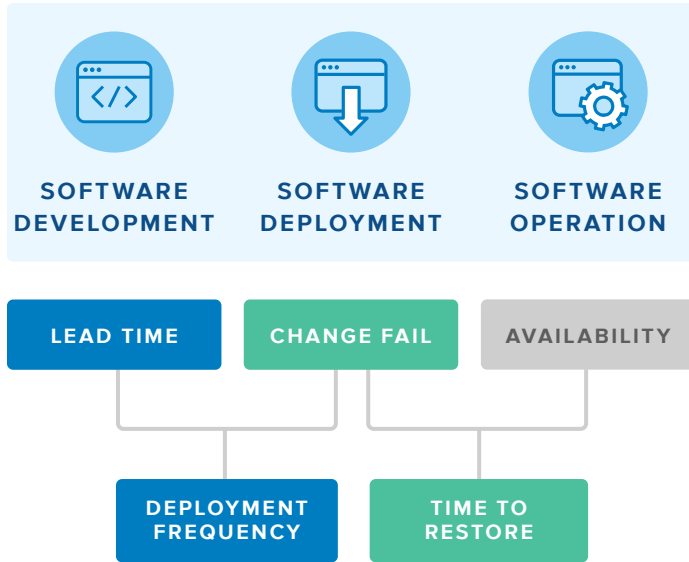 </>
SOFTWARE
DEVELOPMENT
SOFTWARE
DEPLOYMENT
SOFTWARE
OPERATION
LEAD TIME
CHANGE FAIL
AVAILABILITY
DEPLOYMENT
FREQUENCY
TIME TO
RESTORE